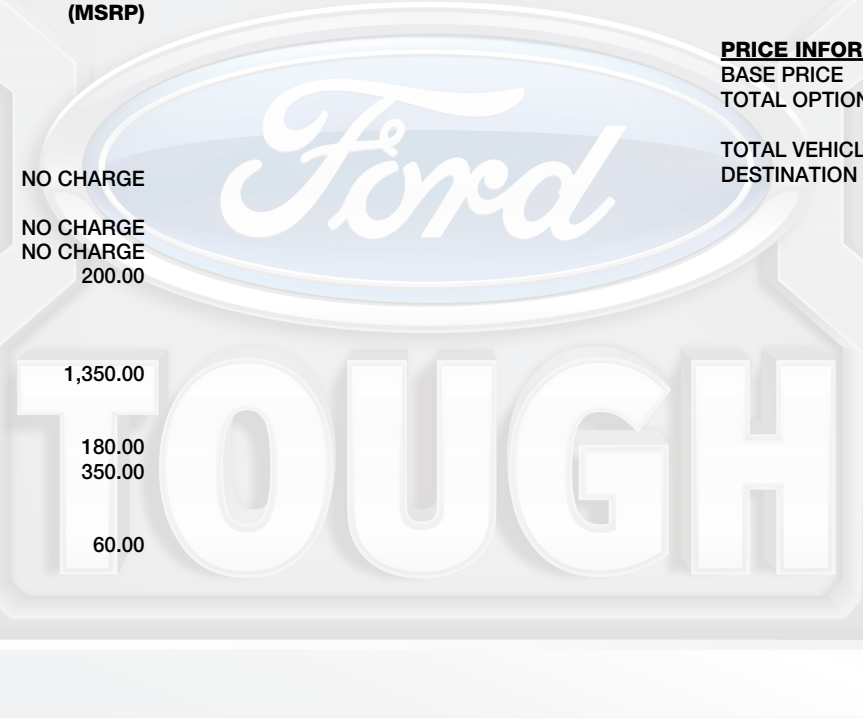 (MSRP)
NO CHARGE
NO CHARGE
NO CHARGE
200.00
1,350.00
180.00
350.00
60.00
PRICE INFOR
BASE PRICE
TOTAL OPTION
TOTAL VEHICL
DESTINATION
Ford
TOUGH